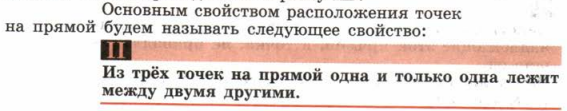 Основным свойством расположения точек
на прямой будем называть следующее свойство:
II
Из трёх точек на прямой одна и только одна лежит
между двумя другими.